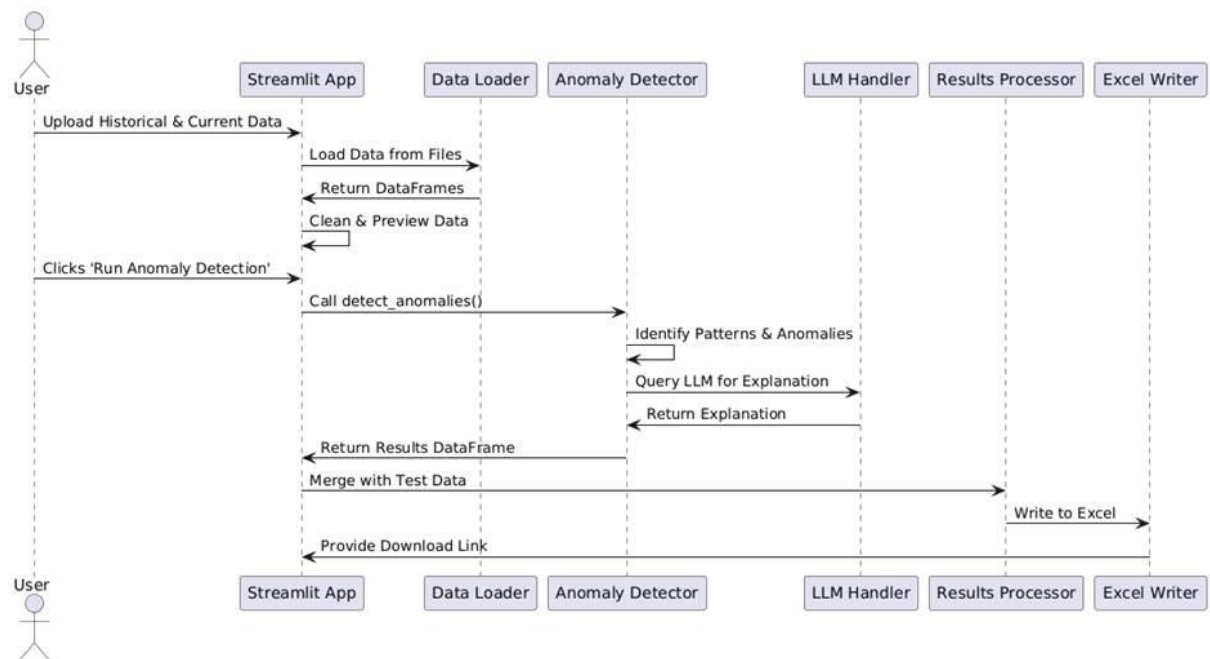 User
Streamlit App
Data Loader
Anomaly Detector
LLM Handler
Results Processor
Excel Writer
Upload Historical & Current Data
Load Data from Files
Return DataFrames
Clean & Preview Data
Clicks 'Run Anomaly Detection'
Call detect_anomalies()
Identify Patterns & Anomalies
Query LLM for Explanation
Return Explanation
Return Results DataFrame
Merge with Test Data
Write to Excel
Provide Download Link
User
Streamlit App
Data Loader
Anomaly Detector
LLM Handler
Results Processor
Excel Writer